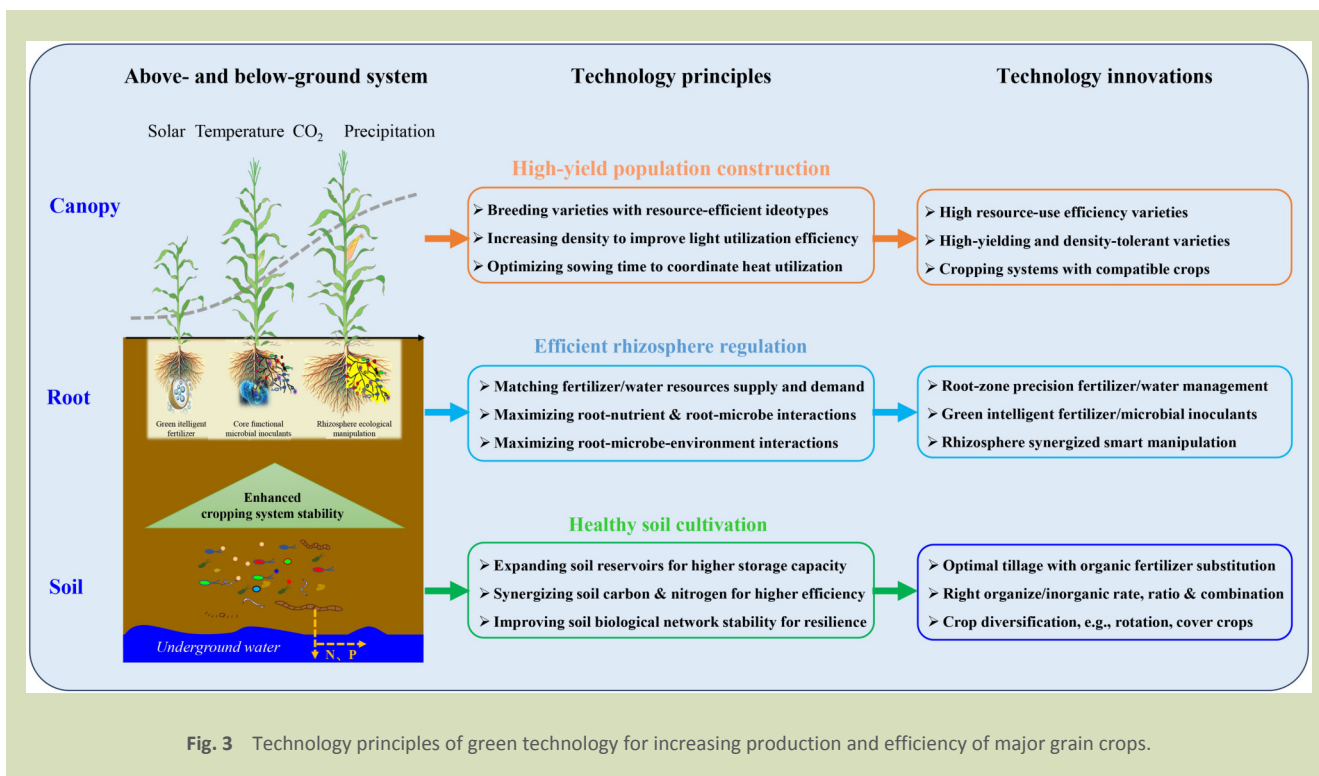 Above- and below-ground system
Technology principles
Technology innovations
Solar Temperature CO₂ Precipitation
Canopy
High-yield population construction
➤ Breeding varieties with resource-efficient ideotypes
➤ Increasing density to improve light utilization efficiency
➤ Optimizing sowing time to coordinate heat utilization
➤ High resource-use efficiency varieties
➤ High-yielding and density-tolerant varieties
➤ Cropping systems with compatible crops
Root
Green itelligent
fertilizer
Core functional
microbial inoculants
Rhizosphere ecological
manipulation
Efficient rhizosphere regulation
➤ Matching fertilizer/water resources supply and demand
➤ Maximizing root-nutrient & root-microbe interactions
➤ Maximizing root-microbe-environment interactions
➤ Root-zone precision fertilizer/water management
➤ Green intelligent fertilizer/microbial inoculants
➤ Rhizosphere synergized smart manipulation
Enhanced
cropping system stability
Soil
Underground water
N、P
Healthy soil cultivation
➤ Expanding soil reservoirs for higher storage capacity
➤ Synergizing soil carbon & nitrogen for higher efficiency
➤ Improving soil biological network stability for resilience
➤ Optimal tillage with organic fertilizer substitution
➤ Right organize/inorganic rate, ratio & combination
➤ Crop diversification, e.g., rotation, cover crops
Fig. 3 Technology principles of green technology for increasing production and efficiency of major grain crops.